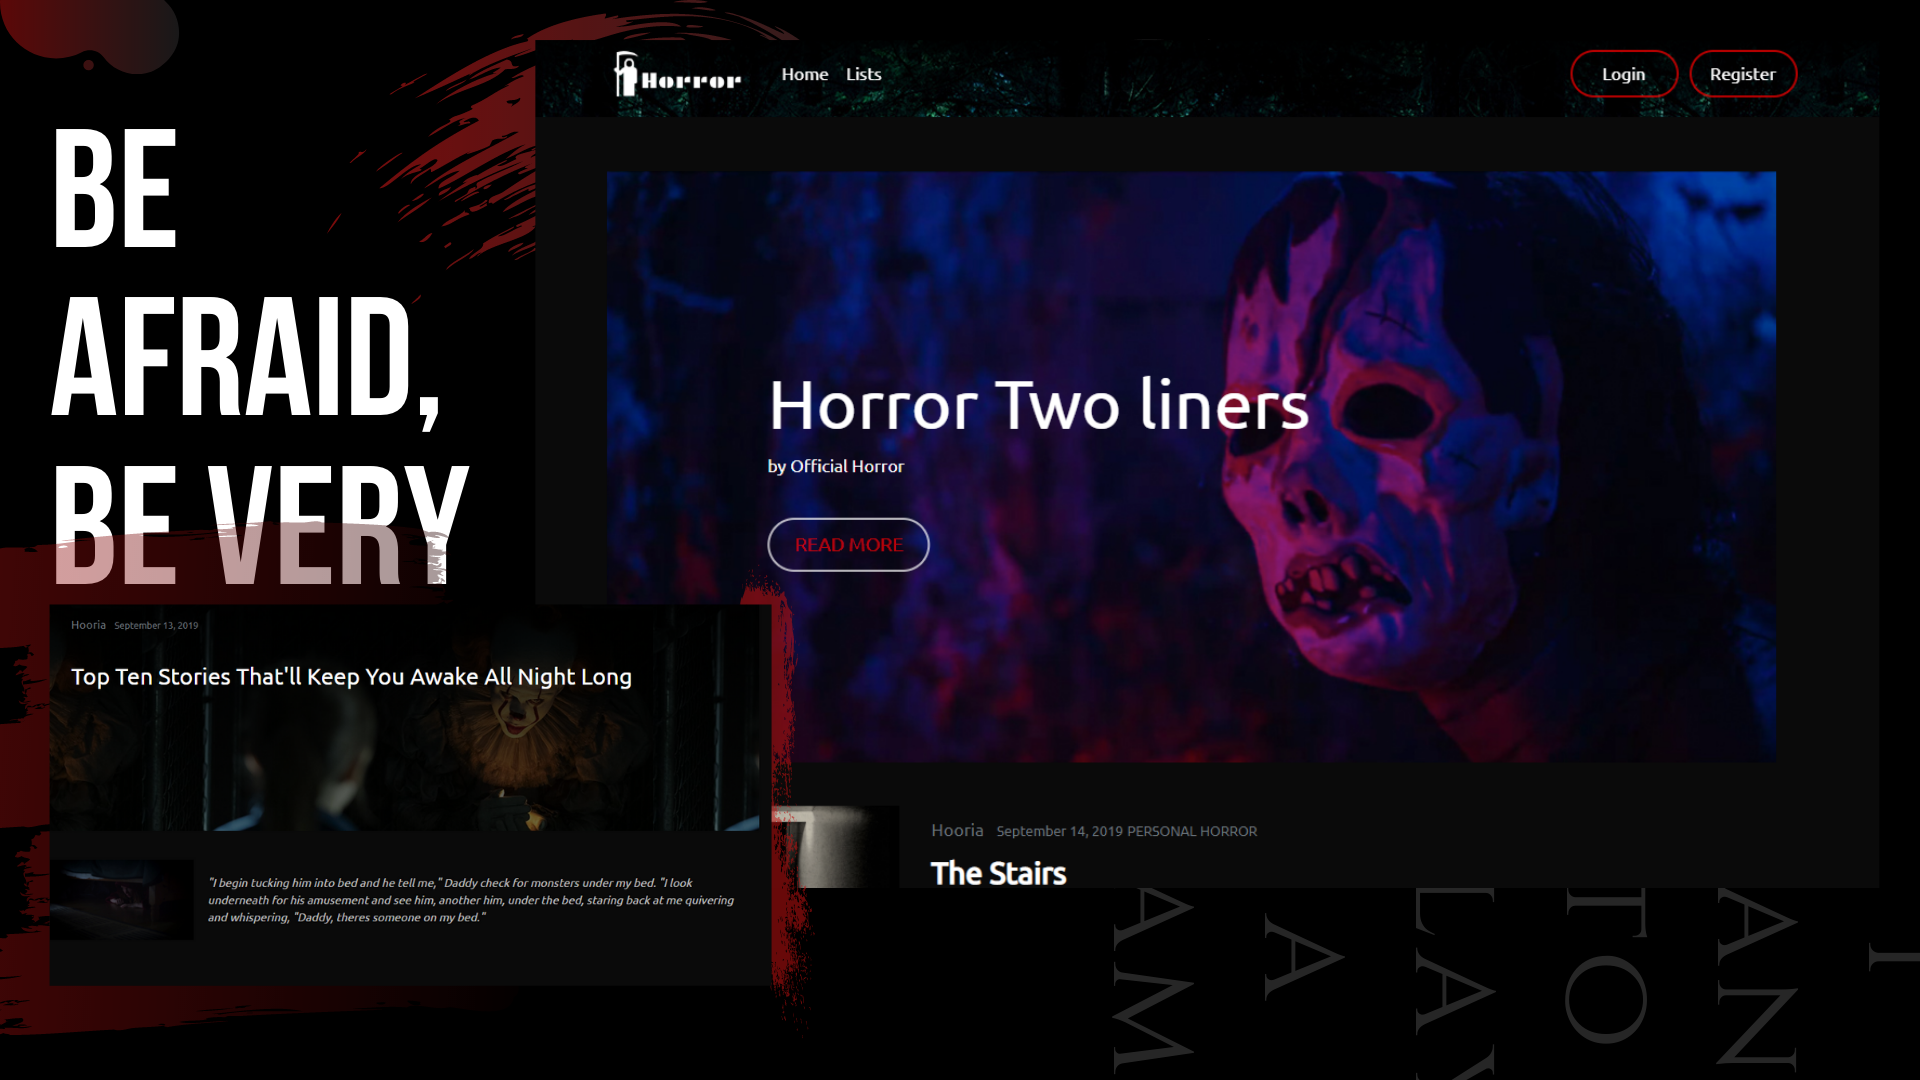 BE
AFRAID,
BE VERY
Horror
Home Lists
Login Register
Horror Two liners
by Official Horror
READ MORE
Hooria September 14, 2019 PERSONAL HORROR
The Stairs
Hooria September 13, 2019
Top Ten Stories That'll Keep You Awake All Night Long
"I begin tucking him into bed and he tell me," Daddy check for monsters under my bed. "I look
underneath for his amusement and see him, another him, under the bed, staring back at me quivering
and whispering, "Daddy, theres someone on my bed."